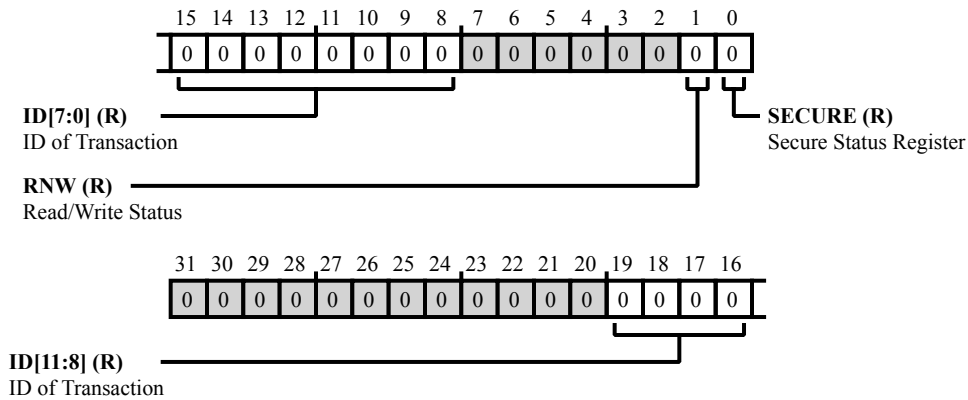 15 14 13 12 11 10 9 8 7 6 5 4 3 2 1 0
0 0 0 0 0 0 0 0 0 0 0 0 0 0 0 0
ID[7:0] (R)
ID of Transaction
SECURE (R)
Secure Status Register
RNW (R)
Read/Write Status
31 30 29 28 27 26 25 24 23 22 21 20 19 18 17 16
0 0 0 0 0 0 0 0 0 0 0 0 0 0 0 0
ID[11:8] (R)
ID of Transaction